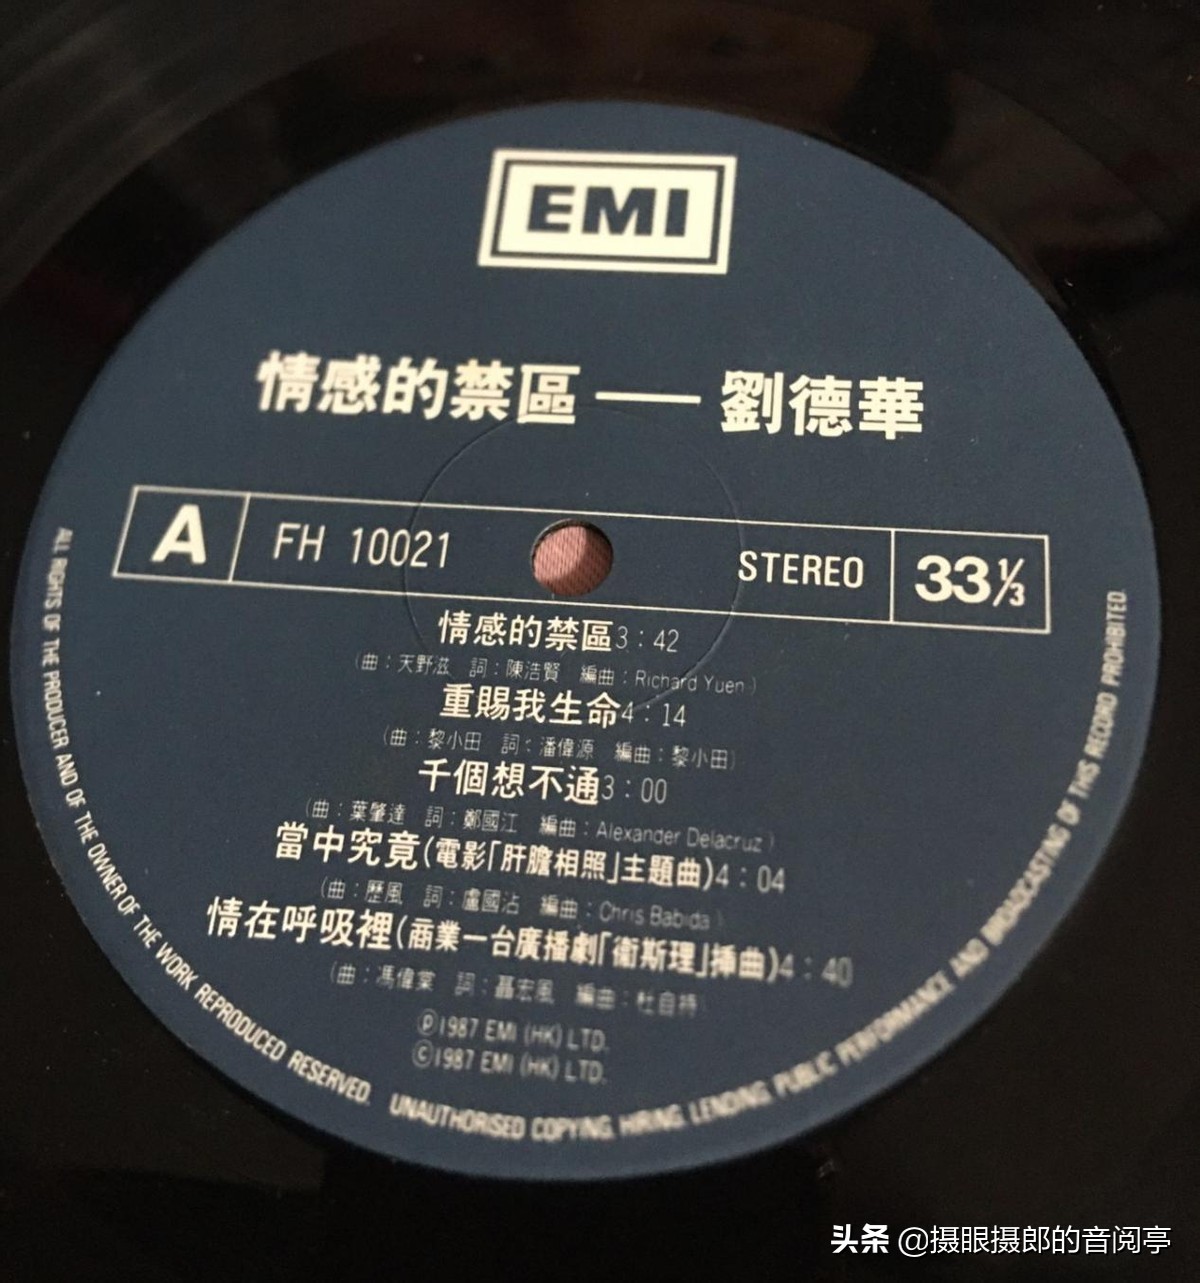 EMI
情感的禁區 —— 劉德華
A FH 10021 STEREO 33⅓
情感的禁區3:42
(曲:天野滋 詞:陳浩賢 編曲:Richard Yuen)
重賜我生命4:14
(曲:黎小田 詞:潘偉源 編曲:黎小田)
千個想不通3:00
(曲:葉肇達 詞:鄭國江 編曲:Alexander Delacruz)
當中究竟(電影「肝膽相照」主題曲)4:04
(曲:歷風 詞:盧國沾 編曲:Chris Babida)
情在呼吸裡(商業一台廣播劇「衛斯理」插曲)4:40
(曲:馮偉棠 詞:聶宏風 編曲:杜自持)
℗1987 EMI (HK) LTD.
©1987 EMI (HK) LTD.
ALL RIGHTS OF THE PRODUCER AND OF THE OWNER OF THE WORK REPRODUCED RESERVED. UNAUTHORISED COPYING. HIRING. LENDING PUBLIC PERFORMANCE AND BROADCASTING OF THIS RECORD PROHIBITED.
头条 @摄眼摄郎的音阅亭